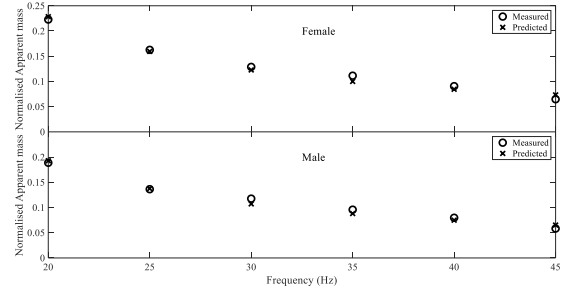 Normalised Apparent mass
0.25
0.2
0.15
0.1
0.05
0
Female
Measured
Predicted
Normalised Apparent mass
0.2
0.15
0.1
0.05
0
Male
Measured
Predicted
20 25 30 35 40 45
Frequency (Hz)